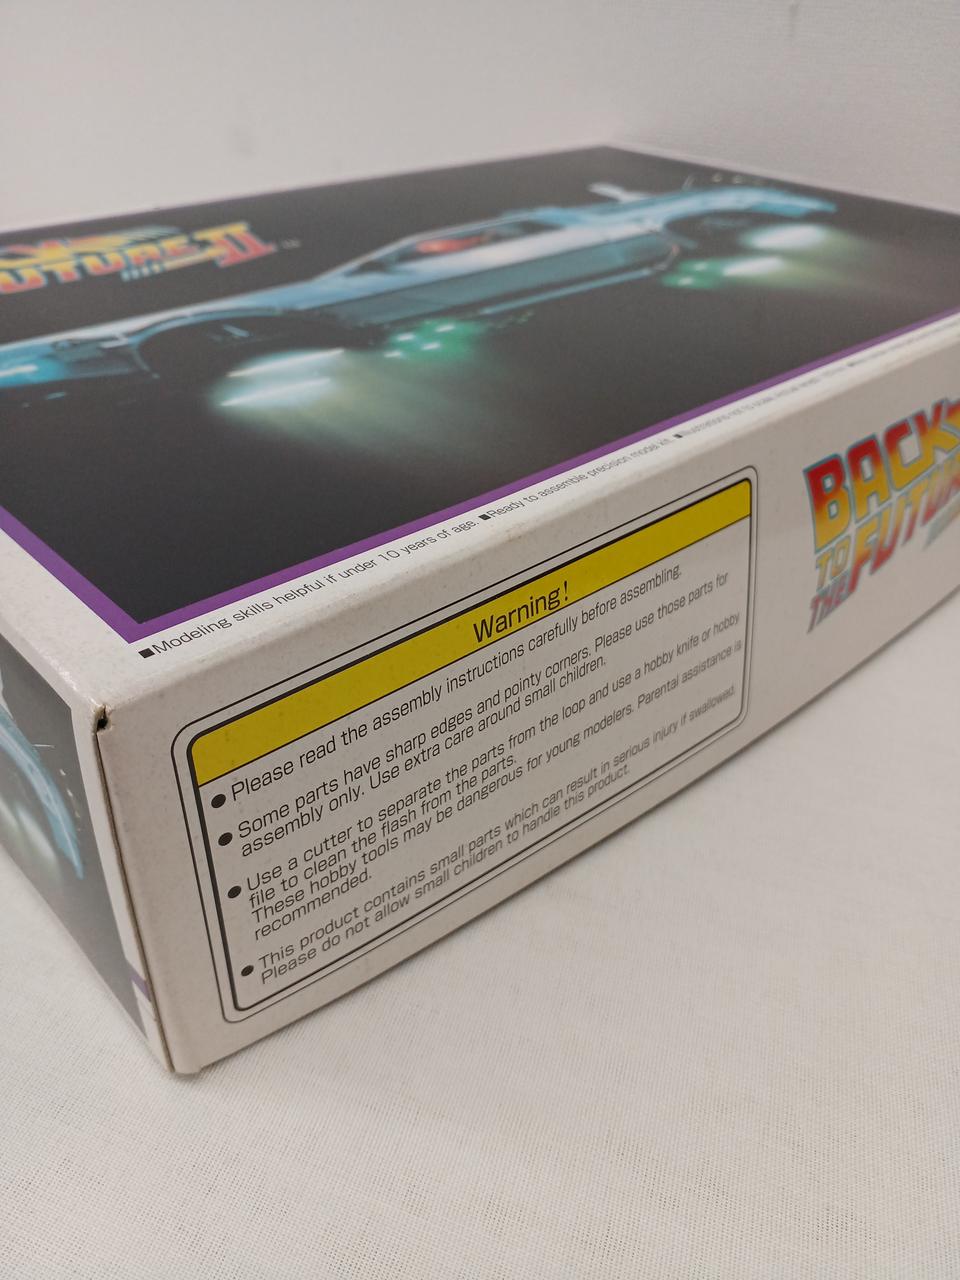 FUTURE II
■Modeling skills helpful if under 10 years of age. ■Ready to assemble precision model kit. ■Illustrations not to scale.
Warning!
● Please read the assembly instructions carefully before assembling.
● Some parts have sharp edges and pointy corners. Please use those parts for
assembly only. Use extra care around small children.
● Use a cutter to separate the parts from the loop and use a hobby knife or hobby
file to clean the flash from the parts.
These hobby tools may be dangerous for young modelers. Parental assistance is
recommended.
● This product contains small parts which can result in serious injury if swallowed.
Please do not allow small children to handle this product.
BACK
TO
THE FUTURE